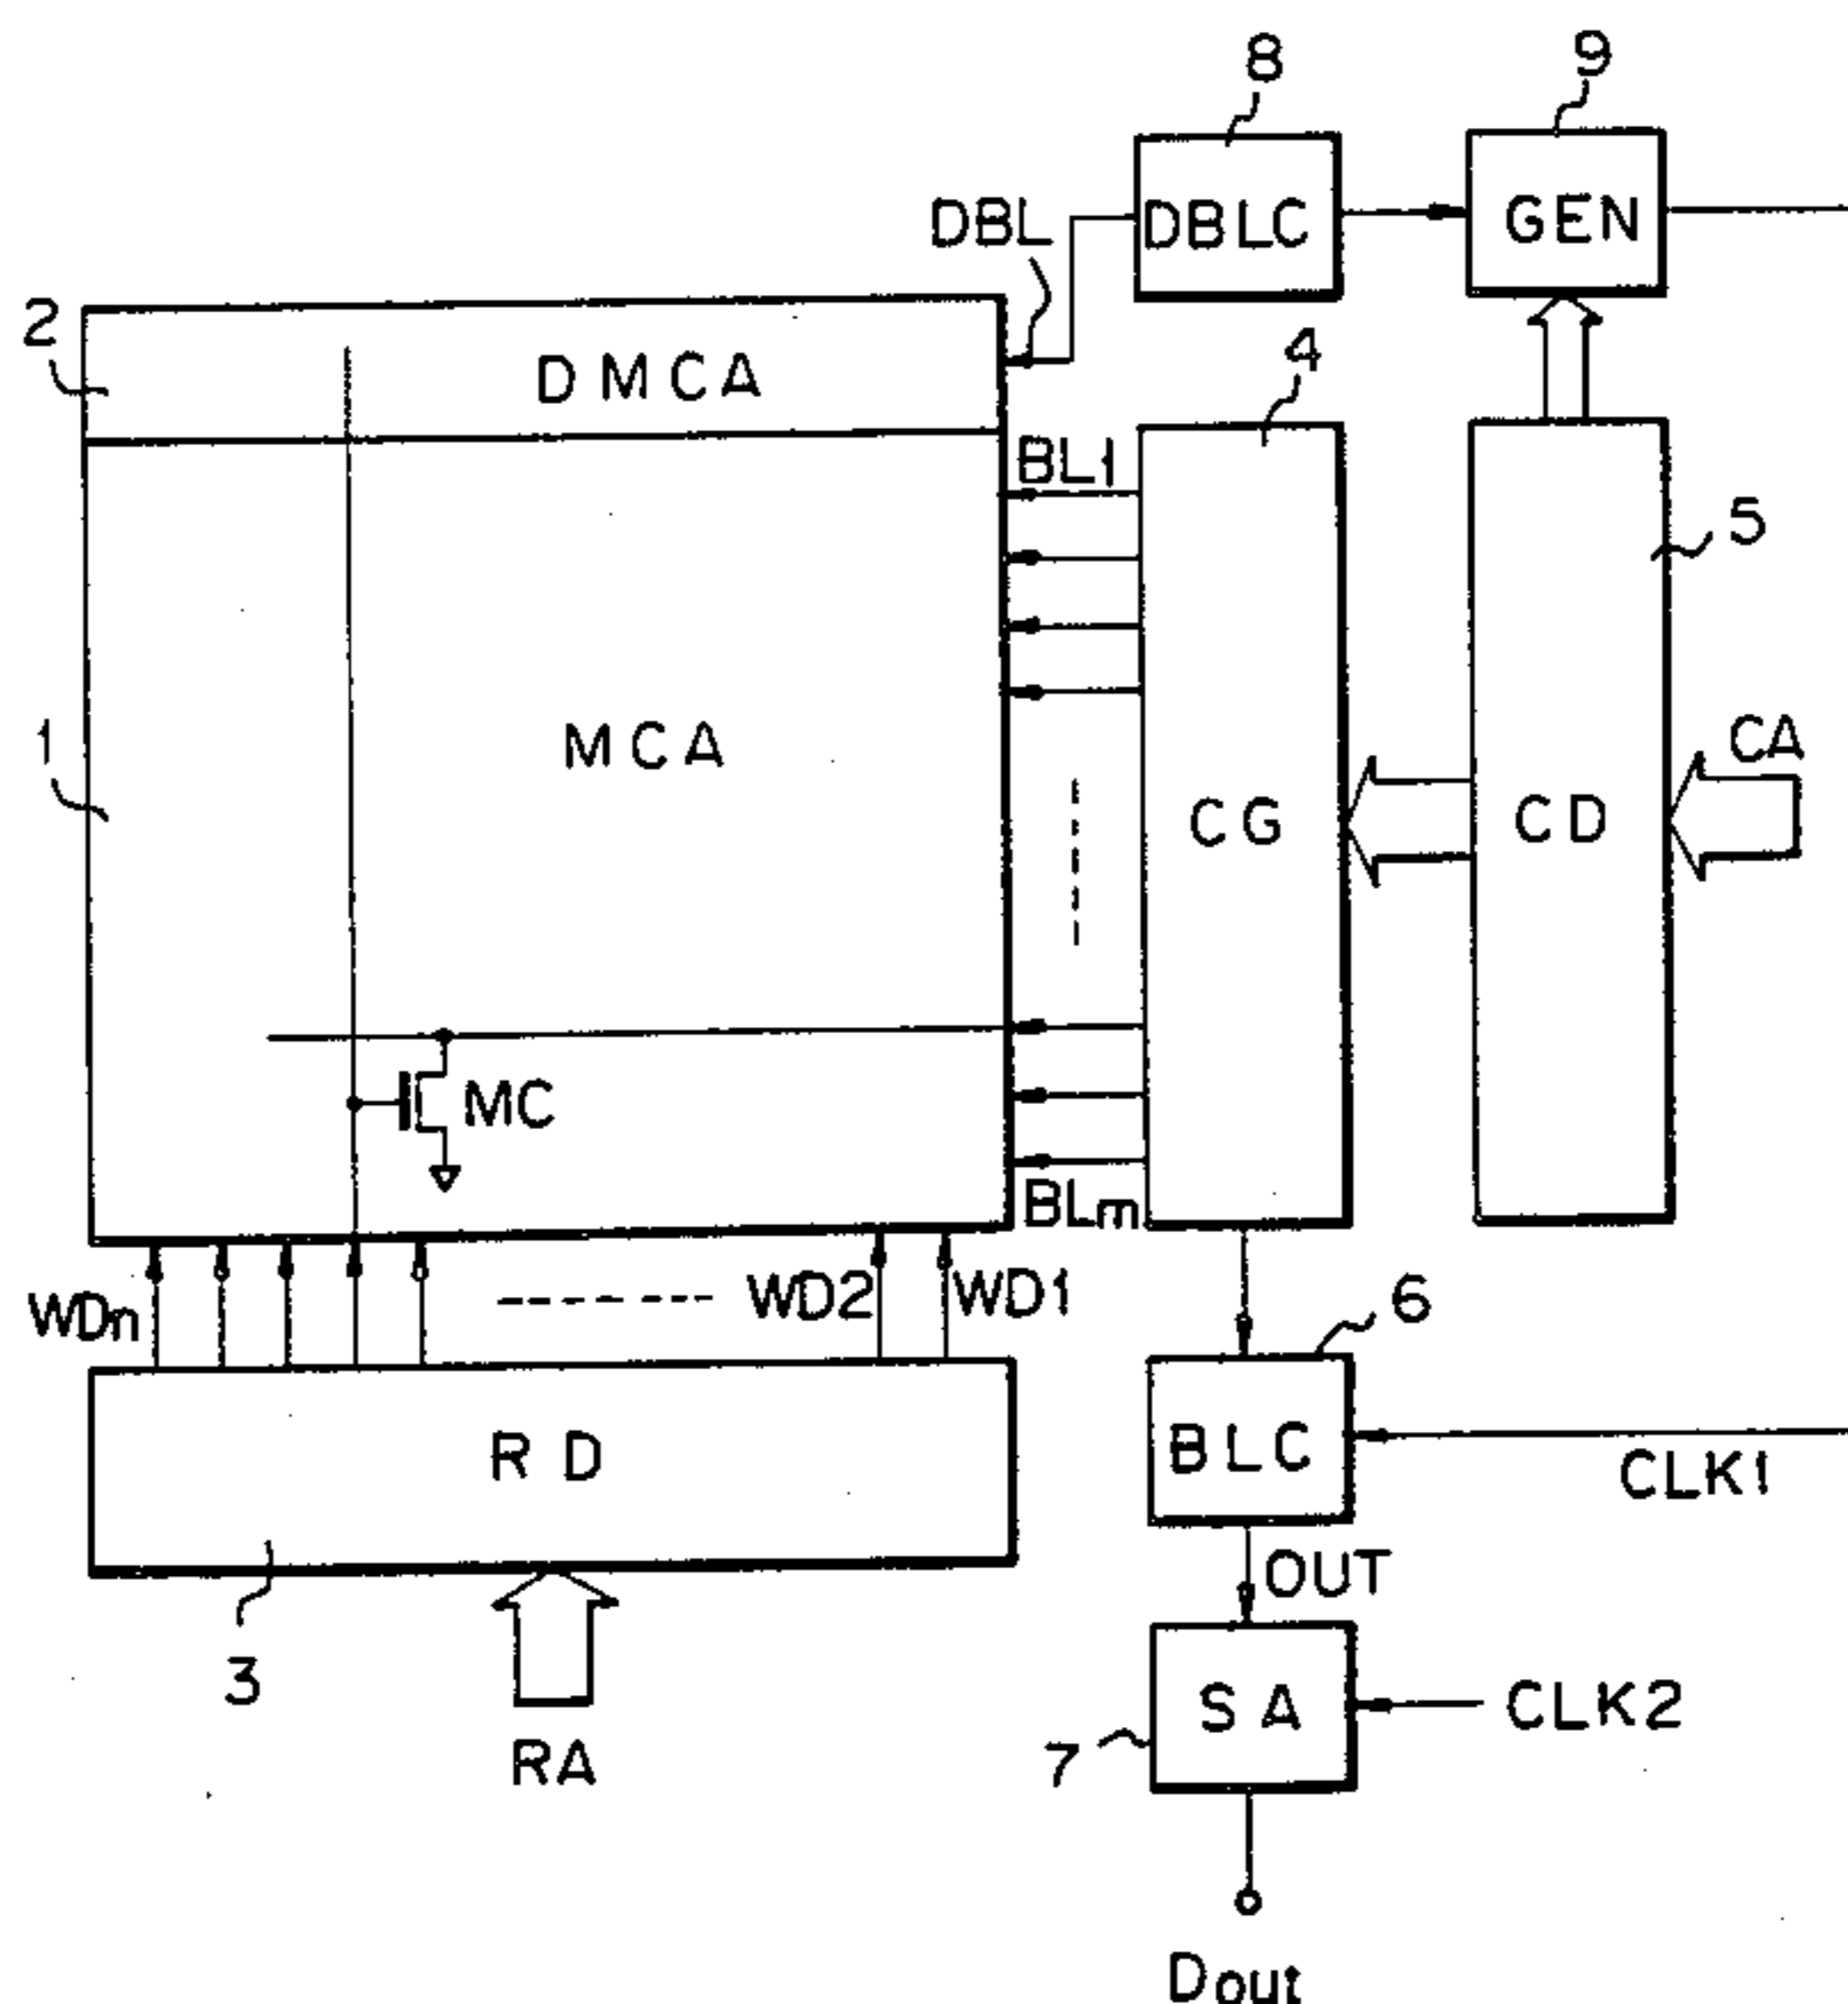 8
9
DBL
DBLC
GEN
2
DMCA
4
BL1
5
1
MCA
CA
CG
CD
MC
BLm
WDn
WD2
WD1
6
RD
BLC
CLK1
OUT
3
SA
CLK2
7
RA
Dout